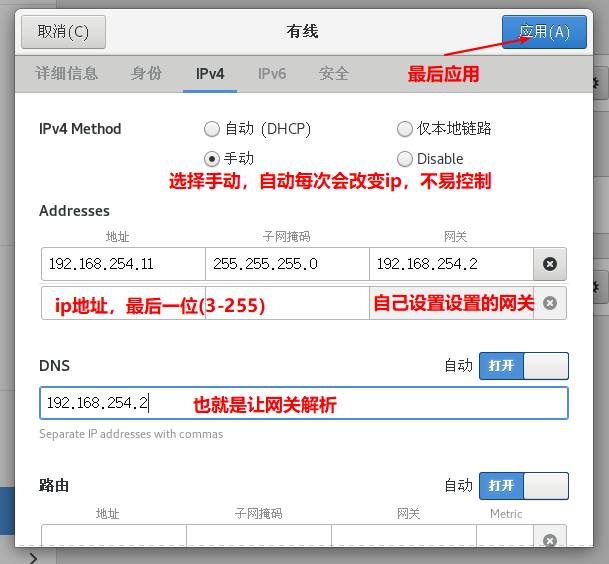 取消(C)
有线
应用(A)
详细信息
身份
IPv4
IPv6
安全
最后应用
IPv4 Method
自动 (DHCP)
仅本地链路
手动
Disable
选择手动，自动每次会改变ip，不易控制
Addresses
地址
子网掩码
网关
192.168.254.11
255.255.255.0
192.168.254.2
ip地址，最后一位(3-255)
自己设置设置的网关
DNS
自动
打开
192.168.254.2
也就是让网关解析
Separate IP addresses with commas
路由
自动
打开
地址
子网掩码
网关
Metric